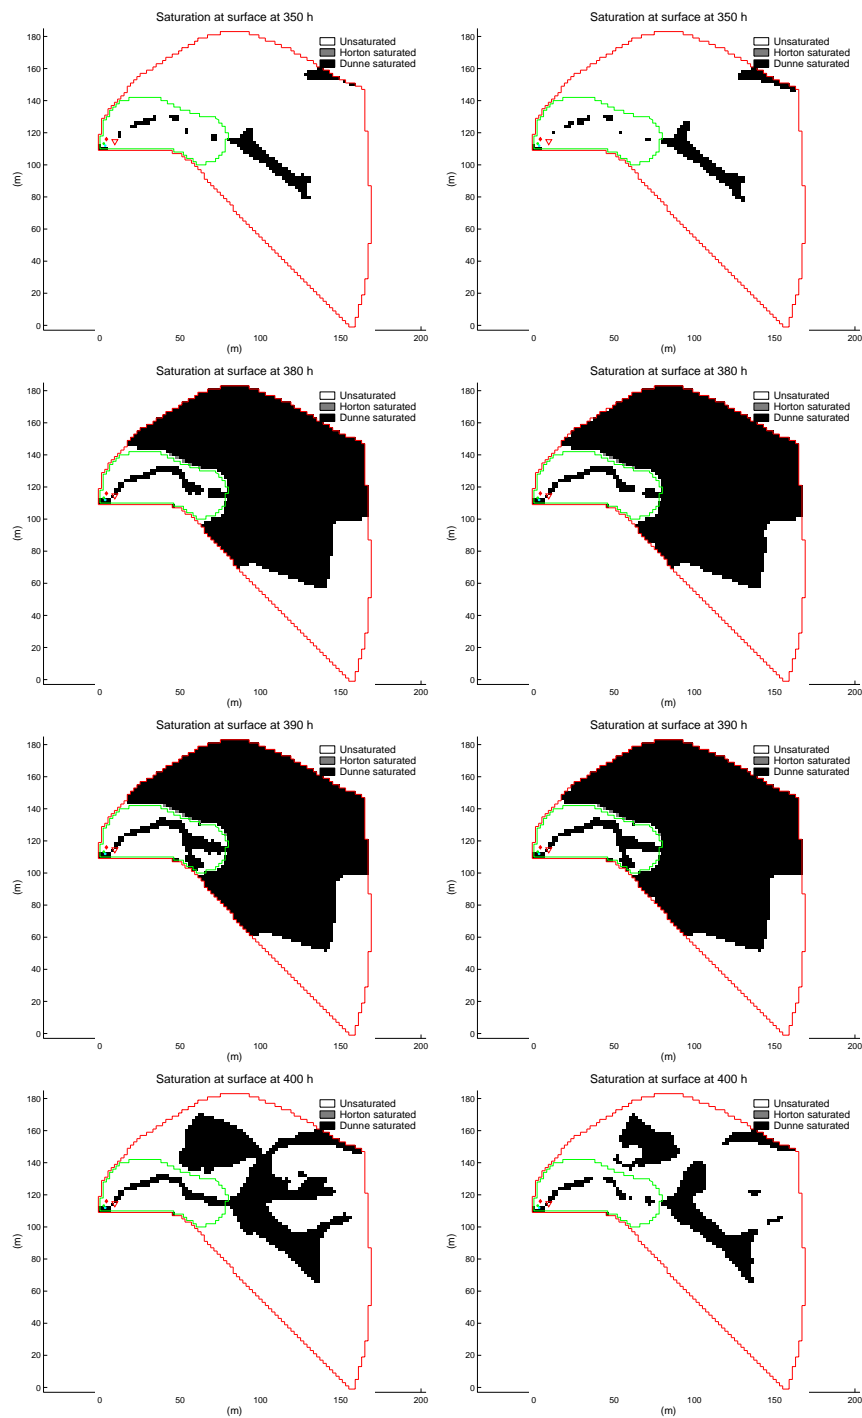 Saturation at surface at 350 h
Saturation at surface at 350 h
Unsaturated
Horton saturated
Dunne saturated
Unsaturated
Horton saturated
Dunne saturated
180
160
140
120
100
80
60
40
20
0
(m)
0 50 100 150 200
(m)
180
160
140
120
100
80
60
40
20
0
(m)
0 50 100 150 200
(m)
Saturation at surface at 380 h
Saturation at surface at 380 h
Unsaturated
Horton saturated
Dunne saturated
Unsaturated
Horton saturated
Dunne saturated
180
160
140
120
100
80
60
40
20
0
(m)
0 50 100 150 200
(m)
180
160
140
120
100
80
60
40
20
0
(m)
0 50 100 150 200
(m)
Saturation at surface at 390 h
Saturation at surface at 390 h
Unsaturated
Horton saturated
Dunne saturated
Unsaturated
Horton saturated
Dunne saturated
180
160
140
120
100
80
60
40
20
0
(m)
0 50 100 150 200
(m)
180
160
140
120
100
80
60
40
20
0
(m)
0 50 100 150 200
(m)
Saturation at surface at 400 h
Saturation at surface at 400 h
Unsaturated
Horton saturated
Dunne saturated
Unsaturated
Horton saturated
Dunne saturated
180
160
140
120
100
80
60
40
20
0
(m)
0 50 100 150 200
(m)
180
160
140
120
100
80
60
40
20
0
(m)
0 50 100 150 200
(m)